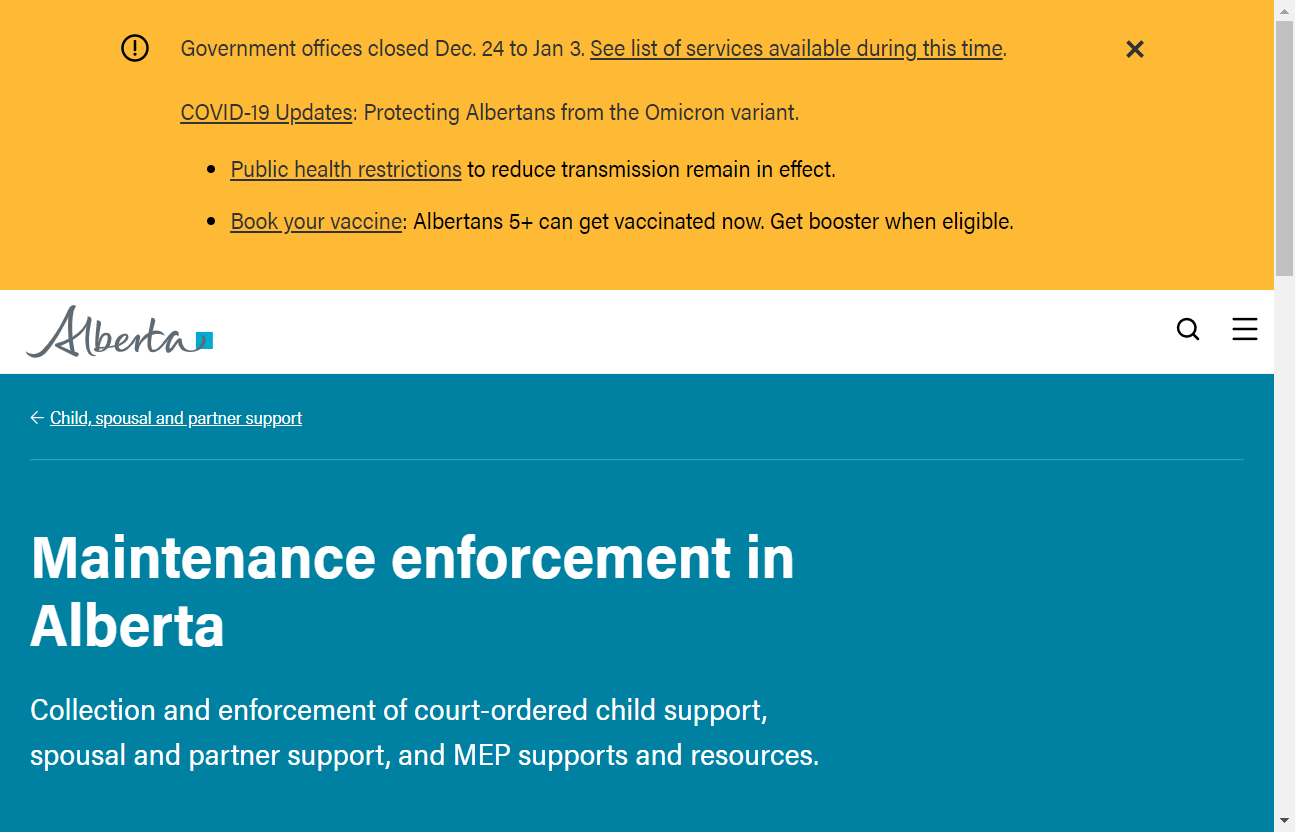 Government offices closed Dec. 24 to Jan 3. See list of services available during this time.
COVID-19 Updates: Protecting Albertans from the Omicron variant.
• Public health restrictions to reduce transmission remain in effect.
• Book your vaccine: Albertans 5+ can get vaccinated now. Get booster when eligible.
Alberta
← Child, spousal and partner support
Maintenance enforcement in
Alberta
Collection and enforcement of court-ordered child support,
spousal and partner support, and MEP supports and resources.